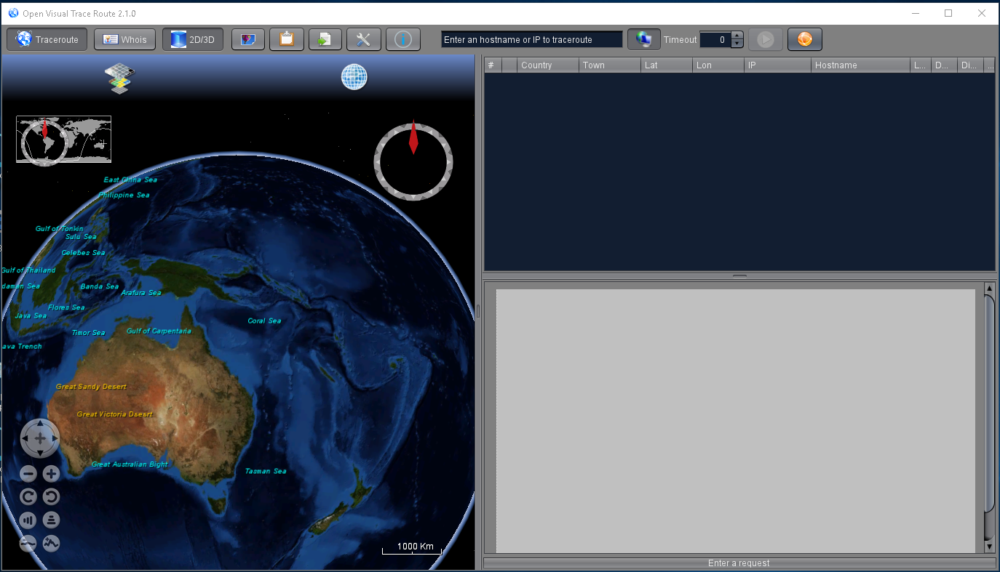 Open Visual Trace Route 2.1.0
Traceroute Whois 2D/3D Enter an hostname or IP to traceroute Timeout 0
# Country Town Lat Lon IP Hostname L... D... Di... ...
East China Sea
Philippine Sea
Gulf of Tonkin
Sulu Sea
Celebes Sea
Gulf of Thailand
daman Sea
Banda Sea
Arafura Sea
Flores Sea
Java Sea
Coral Sea
Timor Sea
Gulf of Carpentaria
ava Trench
Great Sandy Desert
Great Victoria Dsesrt
Great Australian Bight
Tasman Sea
1000 Km
Enter a request